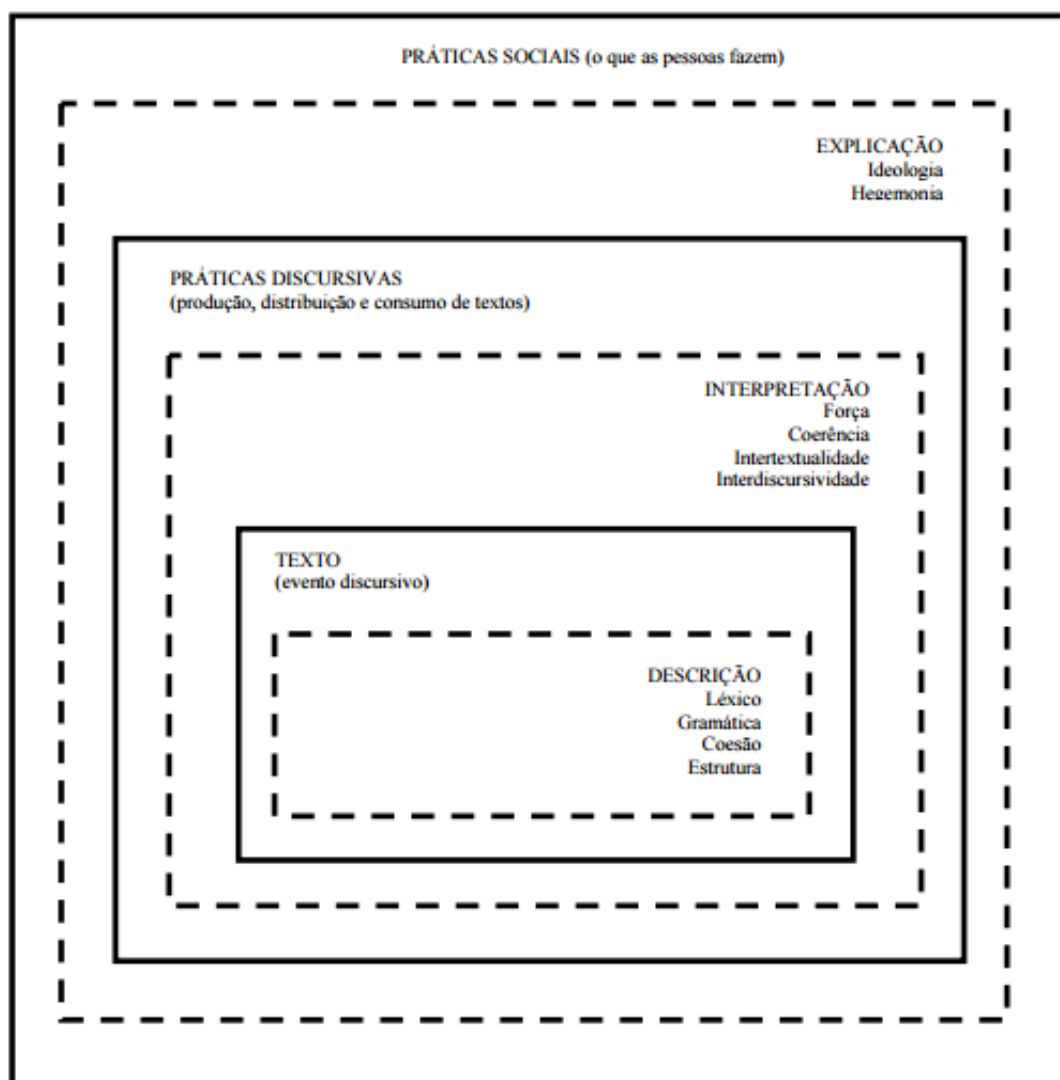 PRÁTICAS SOCIAIS (o que as pessoas fazem)
EXPLICAÇÃO
Ideologia
Hegemonia
PRÁTICAS DISCURSIVAS
(produção, distribuição e consumo de textos)
INTERPRETAÇÃO
Força
Coerência
Intertextualidade
Interdiscursividade
TEXTO
(evento discursivo)
DESCRIÇÃO
Léxico
Gramática
Coesão
Estrutura